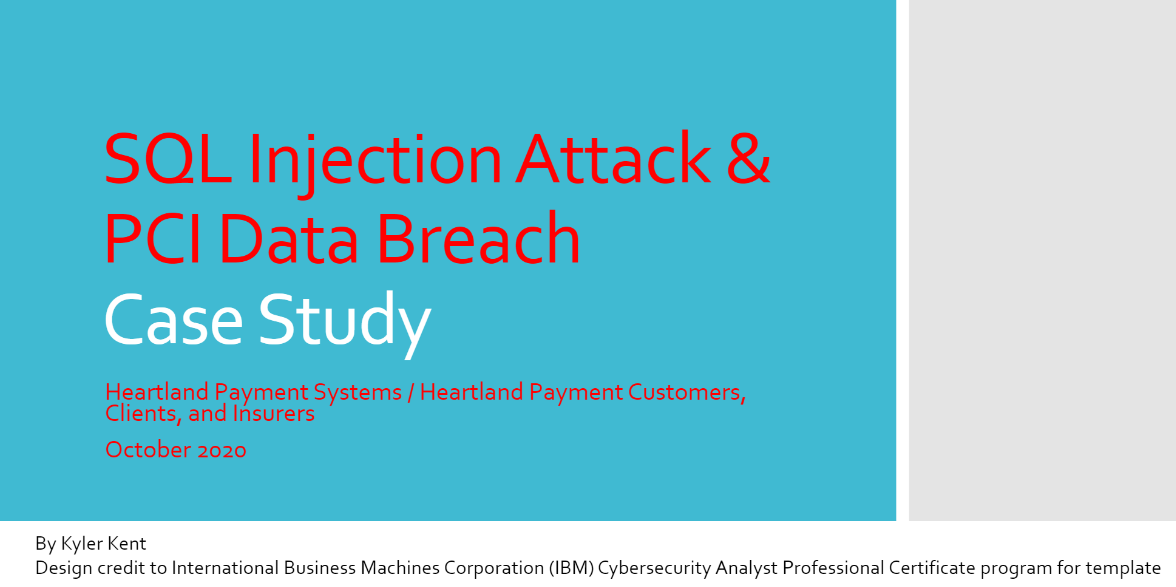 SQL Injection Attack &
PCI Data Breach
Case Study
Heartland Payment Systems / Heartland Payment Customers,
Clients, and Insurers
October 2020
By Kyler Kent
Design credit to International Business Machines Corporation (IBM) Cybersecurity Analyst Professional Certificate program for template